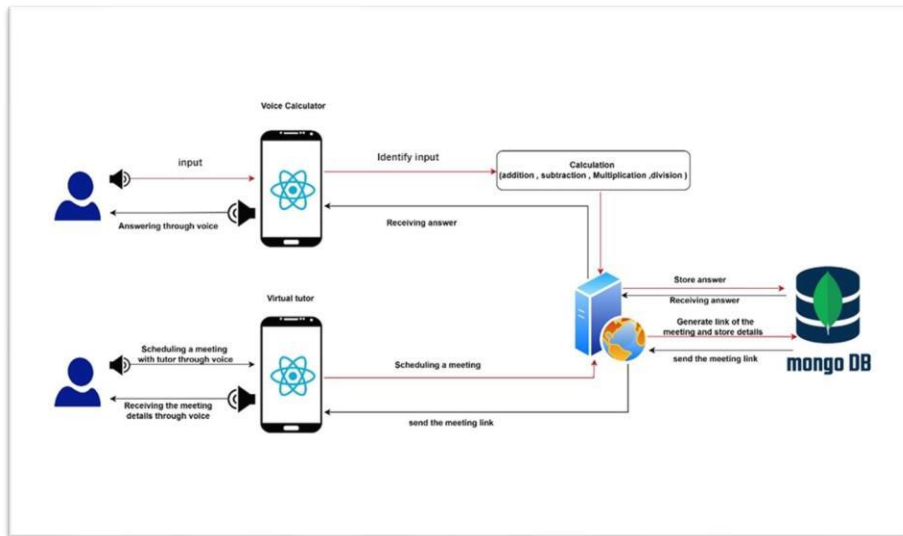 Voice Calculator
input
Identify input
Calculation
(addition , subtraction , Multiplication ,division )
Answering through voice
Receiving answer
Virtual tutor
Store answer
Receiving answer
Generate link of the
meeting and store details
send the meeting link
mongo DB
Scheduling a meeting
with tutor through voice
Scheduling a meeting
Receiving the meeting
details through voice
send the meeting link